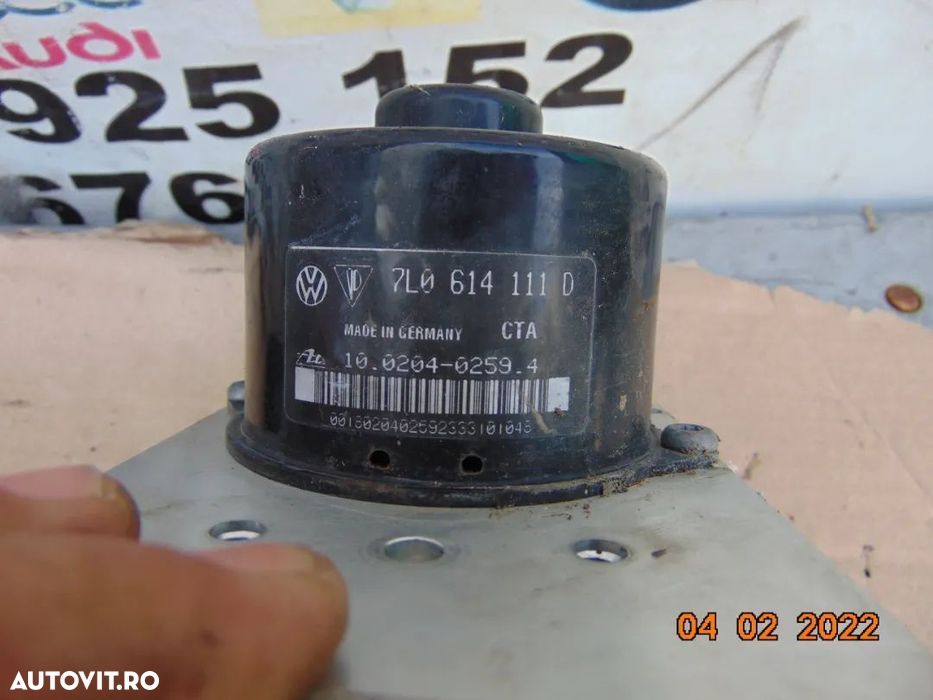 Audi
925 152
676
7L0 614 111 D
MADE IN GERMANY CTA
10.0204-0259.4
04 02 2022
AUTOVIT.RO